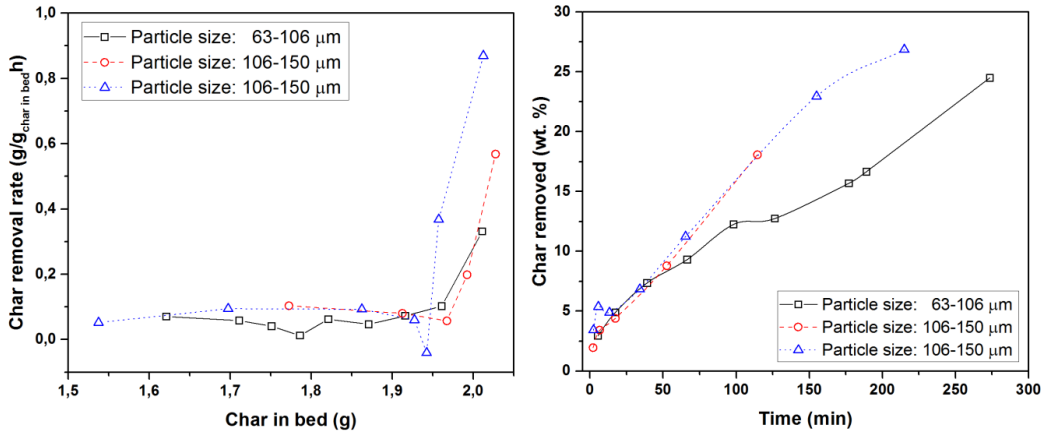 Char removal rate (g/g char in bed h)
1,0
0,8
0,6
0,4
0,2
0,0
Particle size: 63-106 μm
Particle size: 106-150 μm
Particle size: 106-150 μm
1,5 1,6 1,7 1,8 1,9 2,0
Char in bed (g)
Char removed (wt. %)
30
25
20
15
10
5
0
Particle size: 63-106 μm
Particle size: 106-150 μm
Particle size: 106-150 μm
0 50 100 150 200 250 300
Time (min)